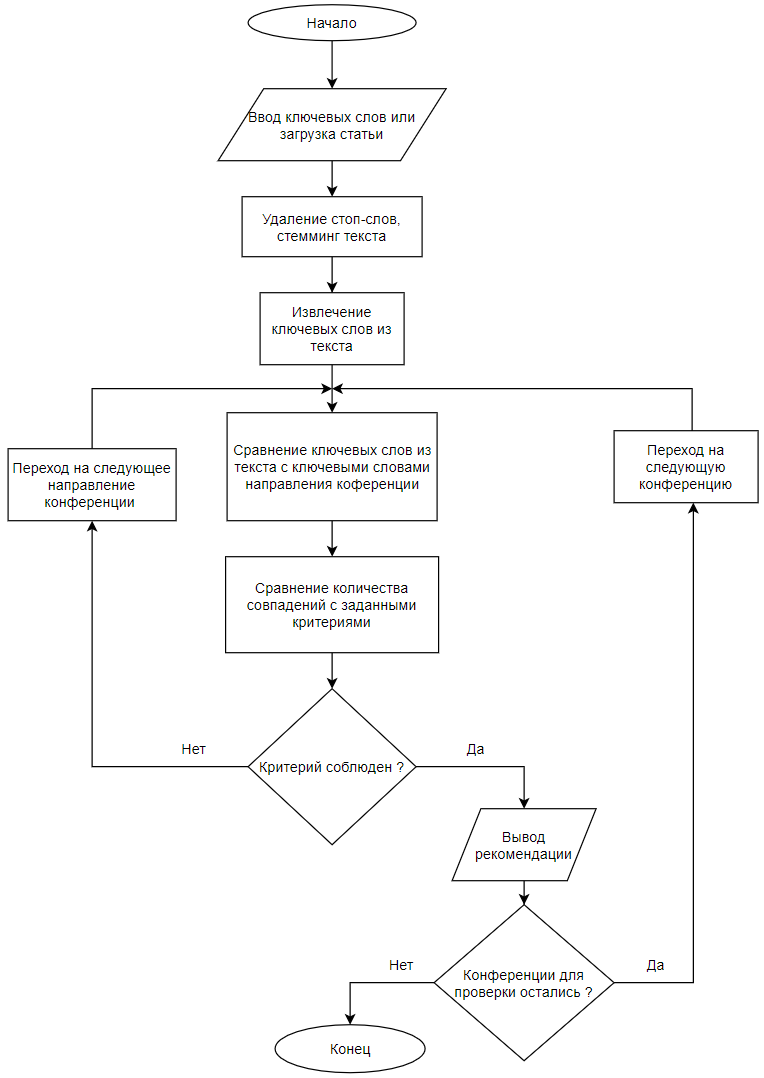 Начало
Ввод ключевых слов или
загрузка статьи
Удаление стоп-слов,
стемминг текста
Извлечение
ключевых слов из
текста
Переход на следующее
направление
конференции
Сравнение ключевых слов из
текста с ключевыми словами
направления коференции
Переход на
следующую
конференцию
Сравнение количества
совпадений с заданными
критериями
Нет
Критерий соблюден ?
Да
Вывод
рекомендации
Нет
Конференции для
проверки остались ?
Да
Конец